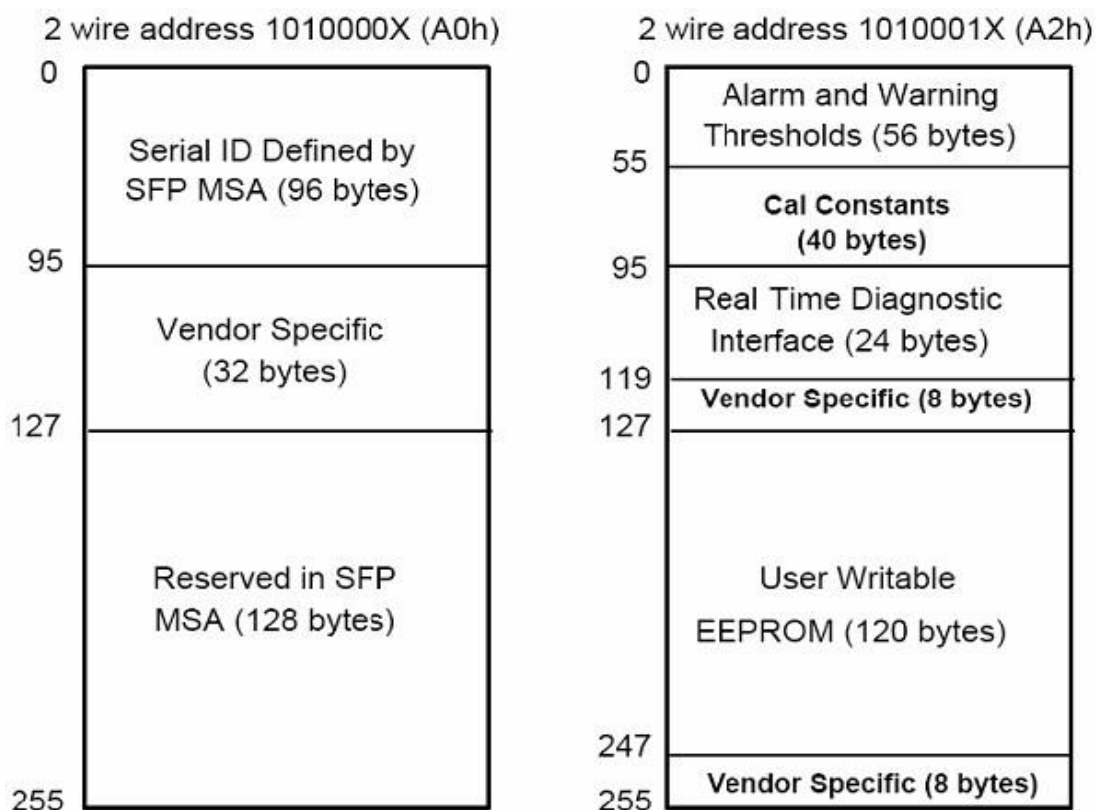 2 wire address 1010000X (A0h)
0
Serial ID Defined by
SFP MSA (96 bytes)
95
Vendor Specific
(32 bytes)
127
Reserved in SFP
MSA (128 bytes)
255
2 wire address 1010001X (A2h)
0
Alarm and Warning
Thresholds (56 bytes)
55
Cal Constants
(40 bytes)
95
Real Time Diagnostic
Interface (24 bytes)
119
Vendor Specific (8 bytes)
127
User Writable
EEPROM (120 bytes)
247
Vendor Specific (8 bytes)
255